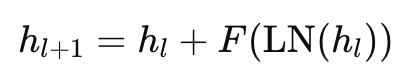 h_{l+1} = h_l + F(LN(h_l))